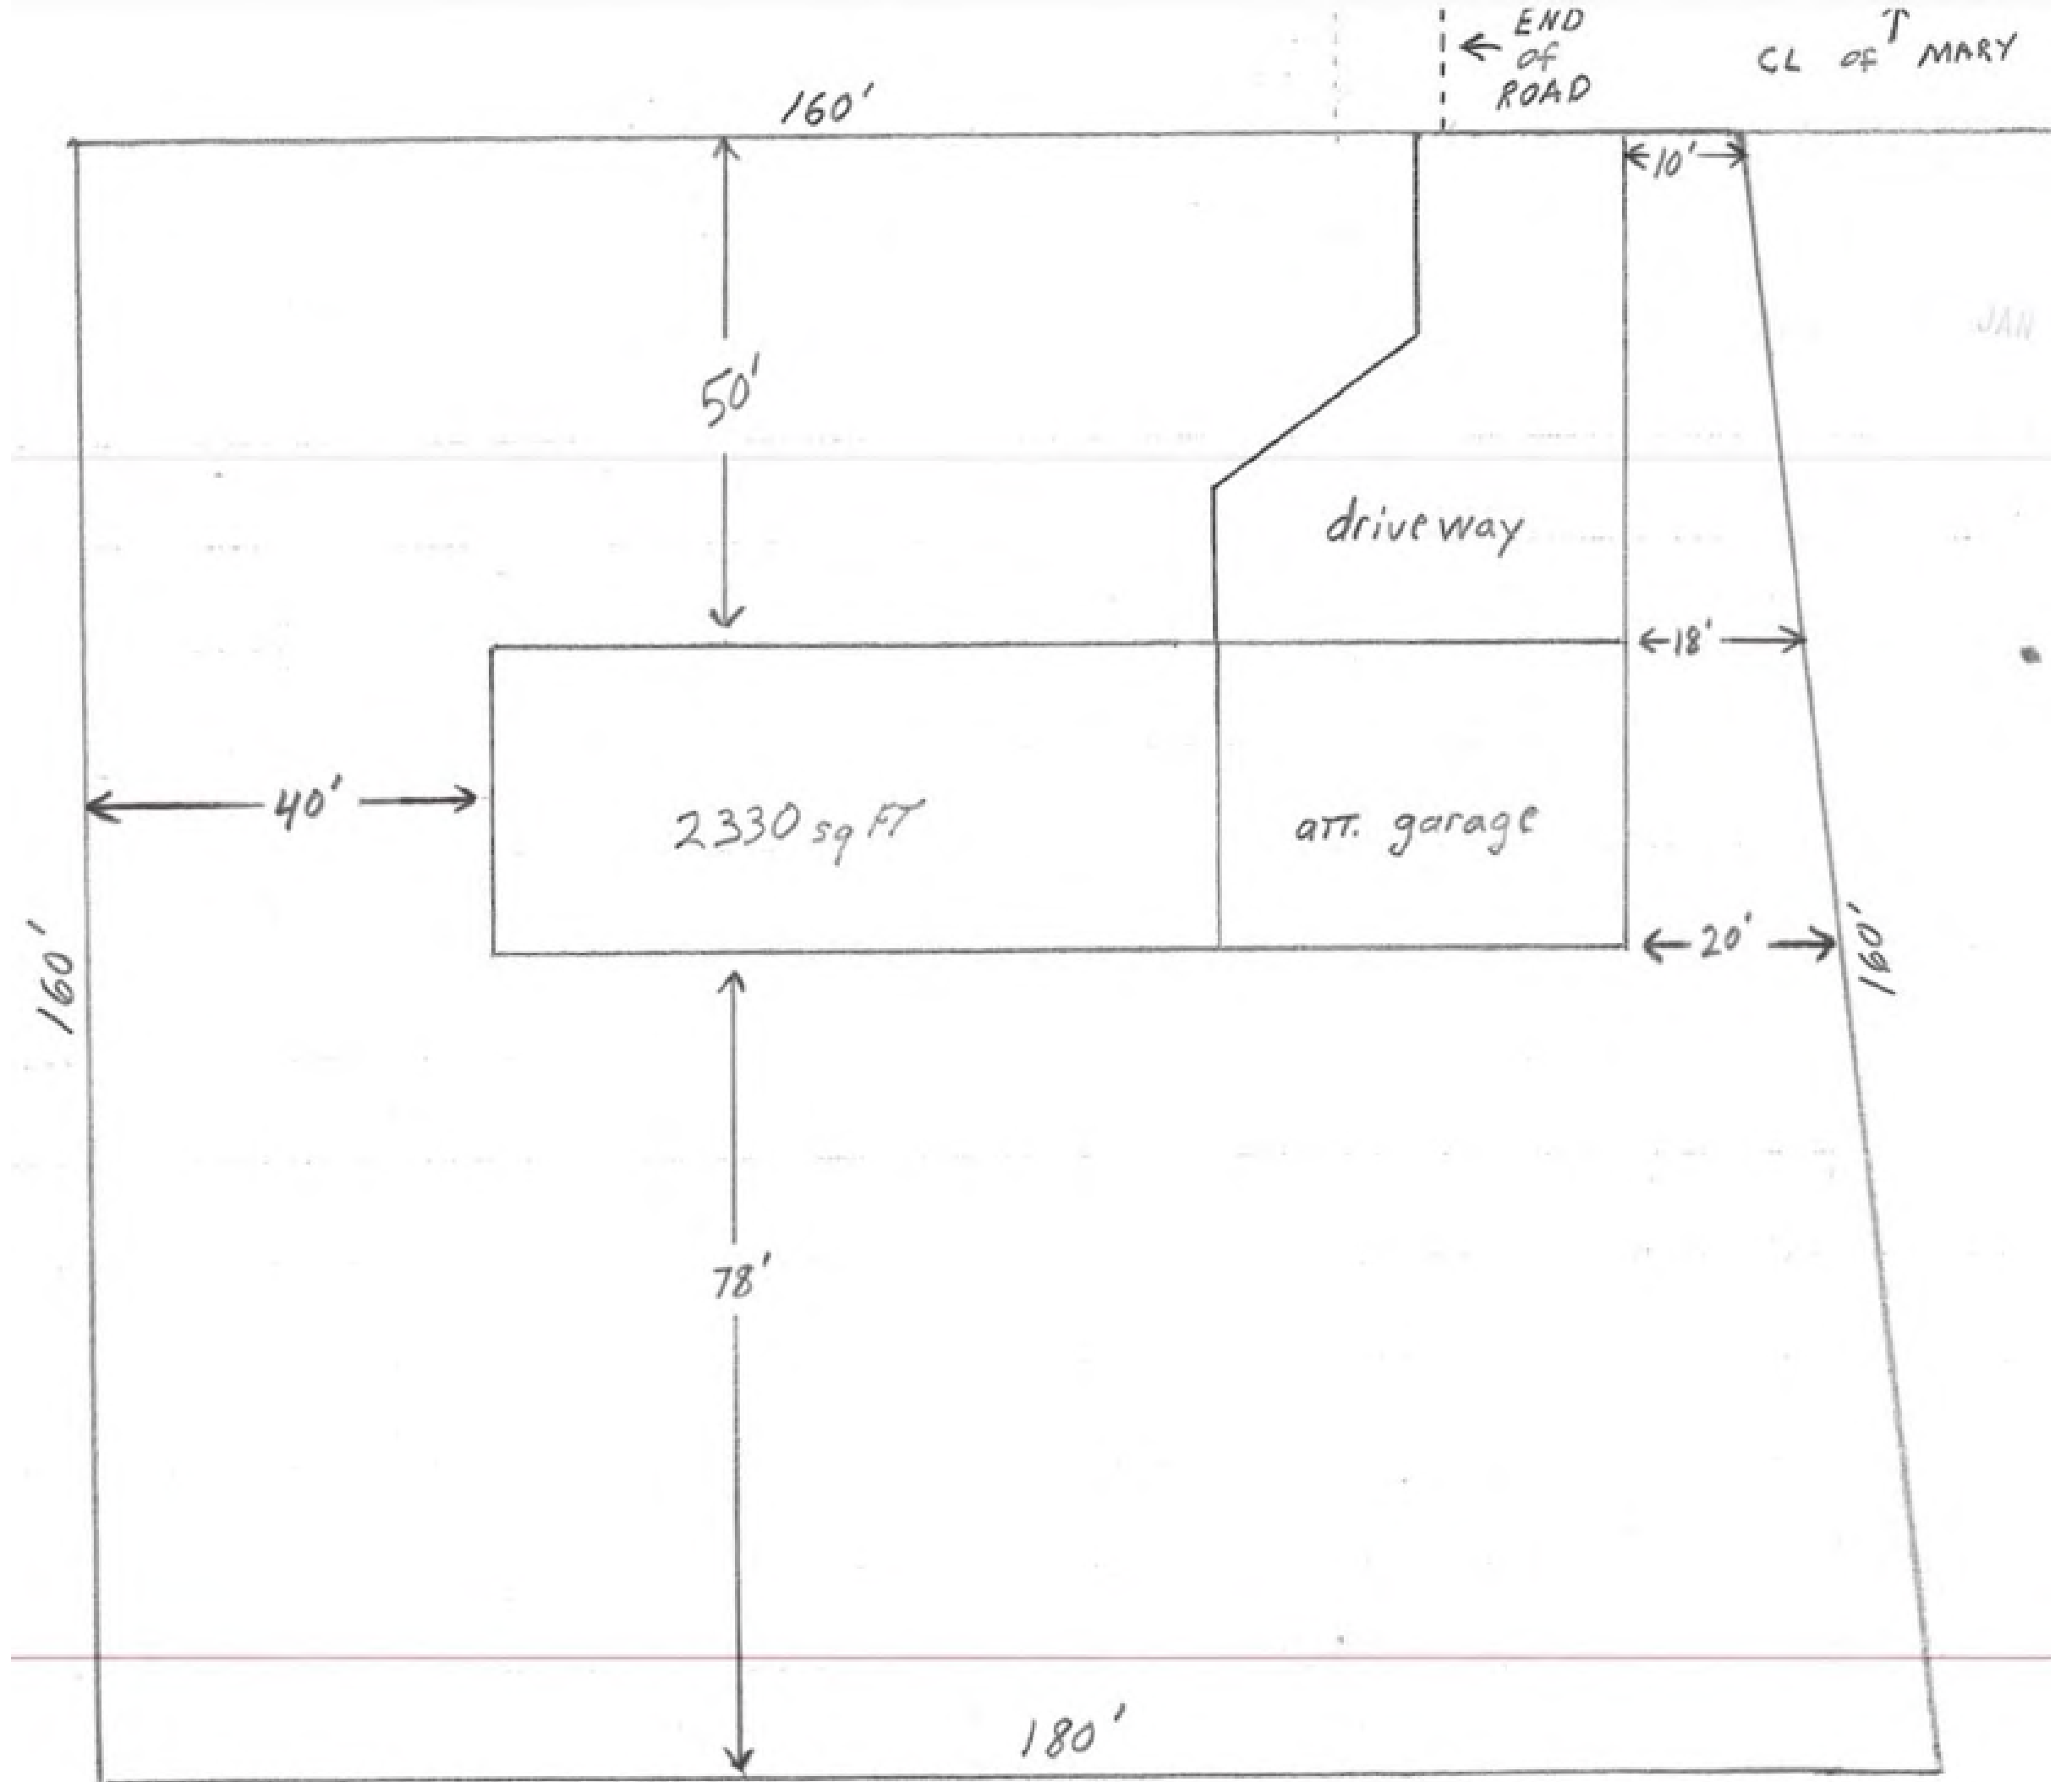 END
of
ROAD
CL of MARY
160'
10'
JAN
50'
driveway
18'
40'
2330 sq FT
att. garage
20'
160'
160'
78'
180'